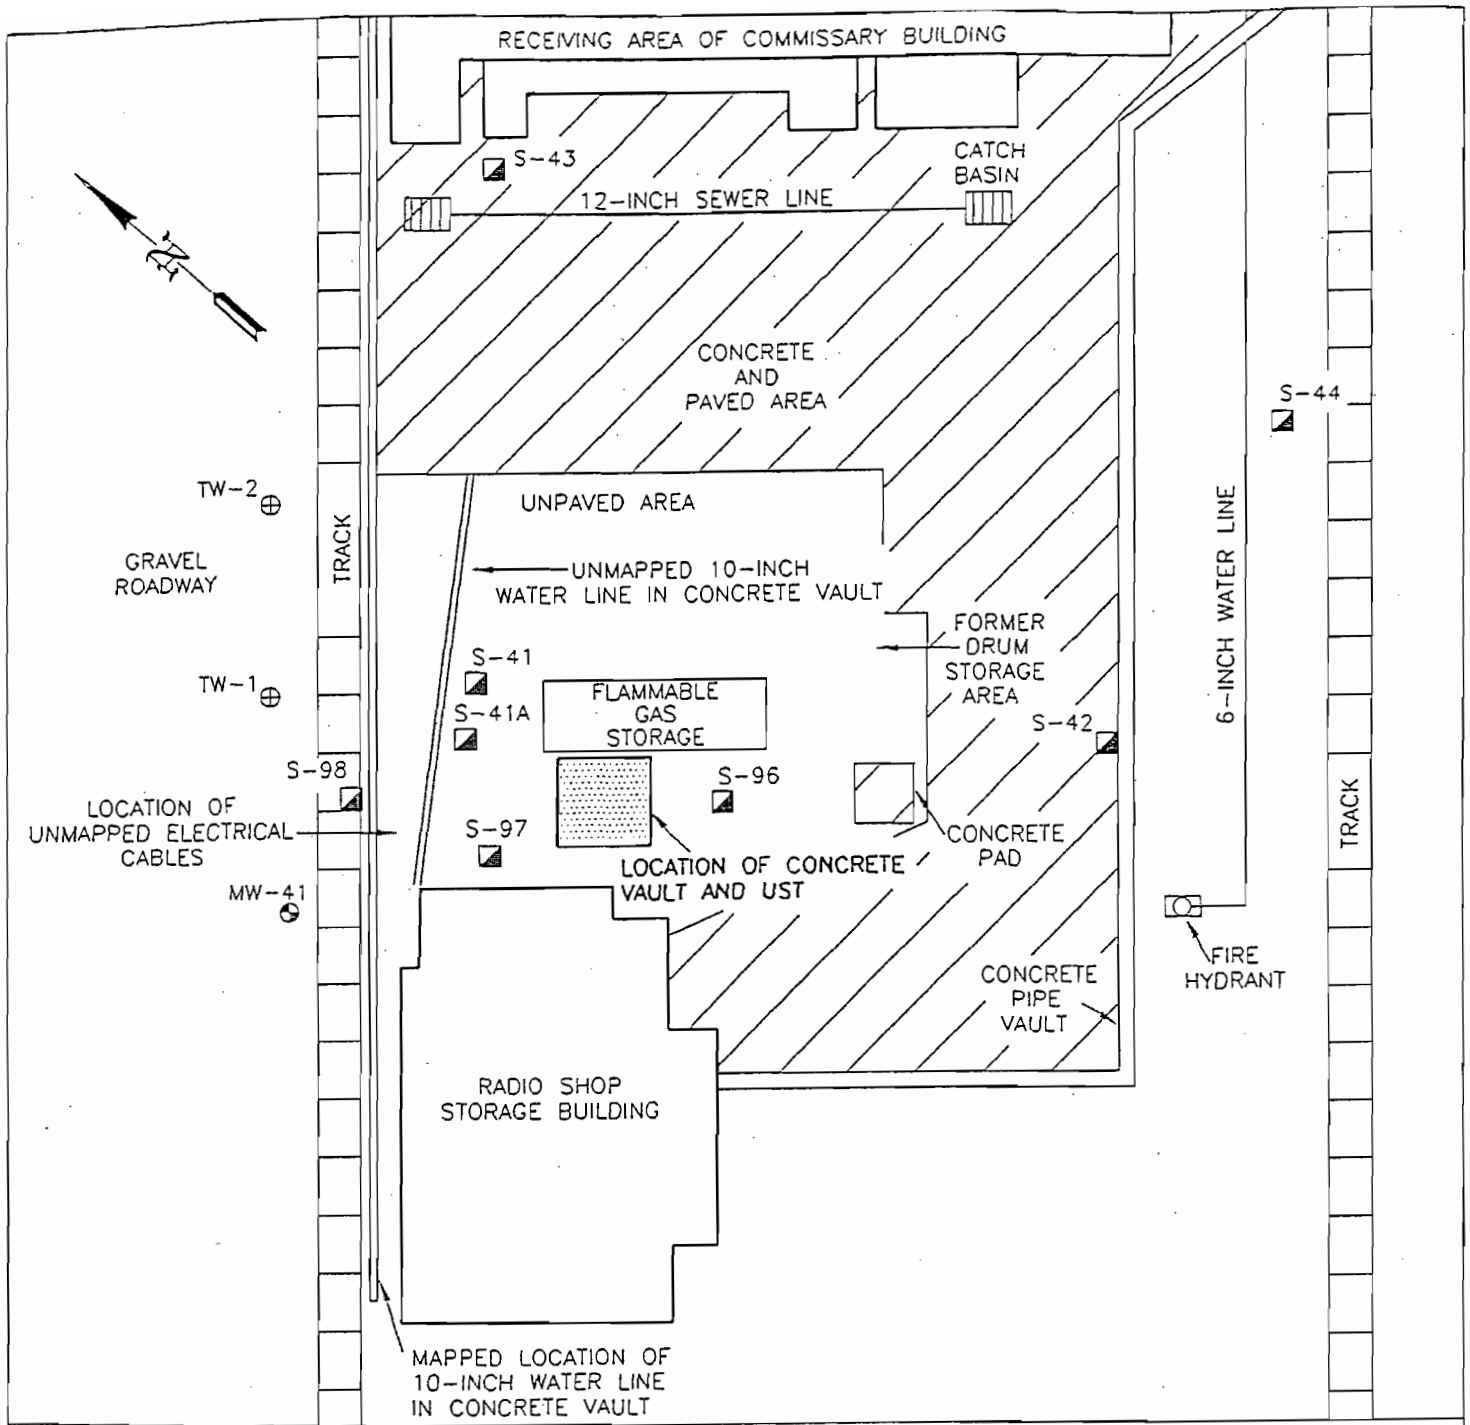 RECEIVING AREA OF COMMISSARY BUILDING
S-43
CATCH
BASIN
12-INCH SEWER LINE
N
CONCRETE
AND
PAVED AREA
S-44
TW-2
UNPAVED AREA
TRACK
GRAVEL
ROADWAY
UNMAPPED 10-INCH
WATER LINE IN CONCRETE VAULT
6-INCH WATER LINE
FORMER
DRUM
STORAGE
AREA
S-41
TW-1
FLAMMABLE
GAS
STORAGE
S-41A
S-42
S-98
S-96
LOCATION OF
UNMAPPED ELECTRICAL
CABLES
S-97
CONCRETE
PAD
TRACK
LOCATION OF CONCRETE
VAULT AND UST
MW-41
FIRE
HYDRANT
CONCRETE
PIPE
VAULT
RADIO SHOP
STORAGE BUILDING
MAPPED LOCATION OF
10-INCH WATER LINE
IN CONCRETE VAULT